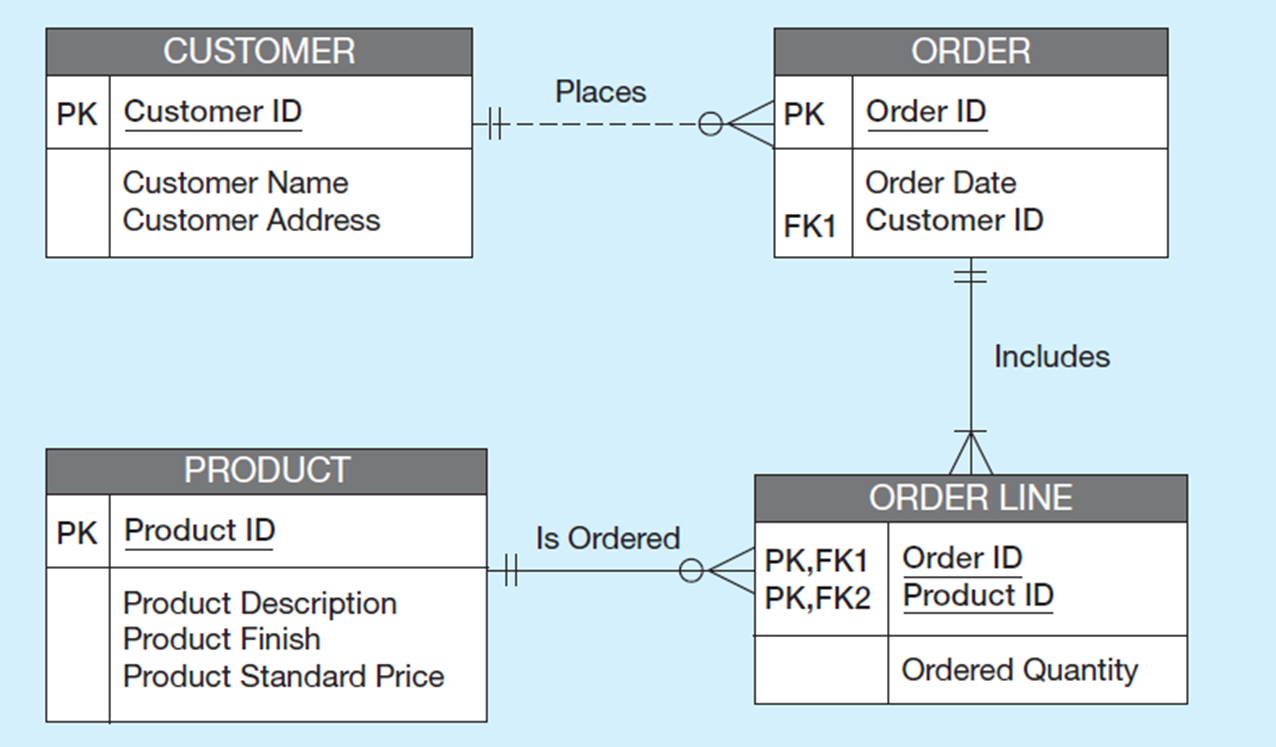 CUSTOMER
PK Customer ID
Customer Name
Customer Address
Places
ORDER
PK Order ID
Order Date
FK1 Customer ID
Includes
PRODUCT
PK Product ID
Product Description
Product Finish
Product Standard Price
Is Ordered
ORDER LINE
PK,FK1 Order ID
PK,FK2 Product ID
Ordered Quantity